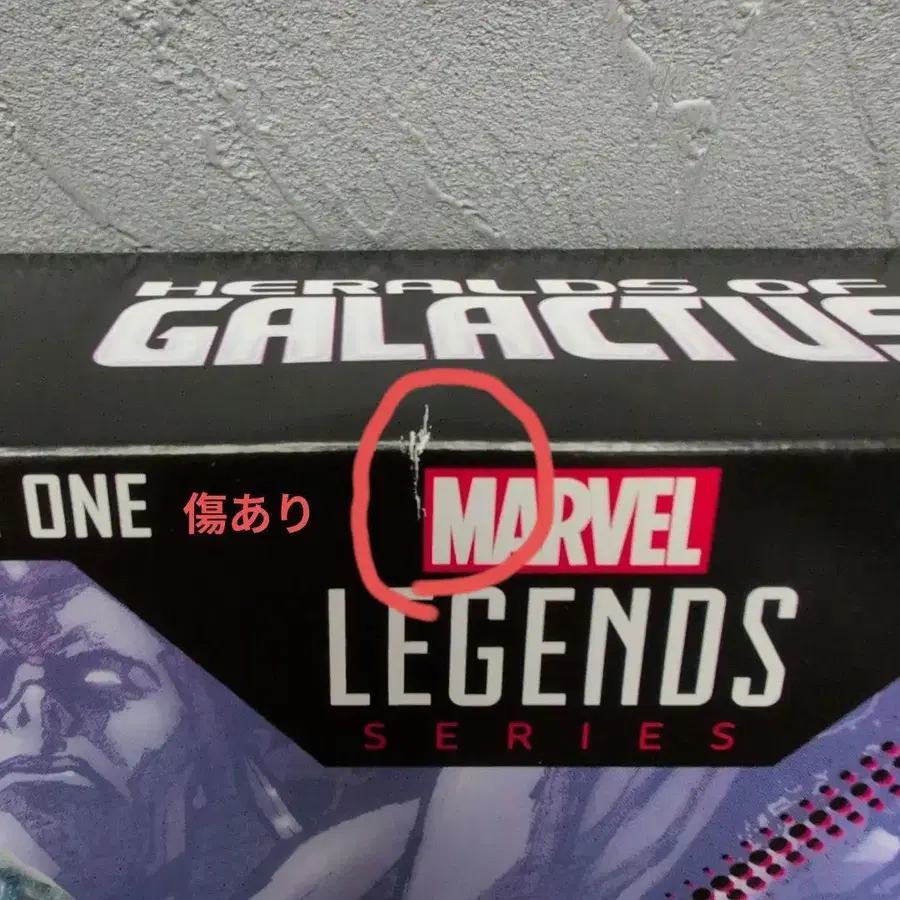 HERALDS OF
GALACTUS
ONE
傷あり
MARVEL
LEGENDS
SERIES